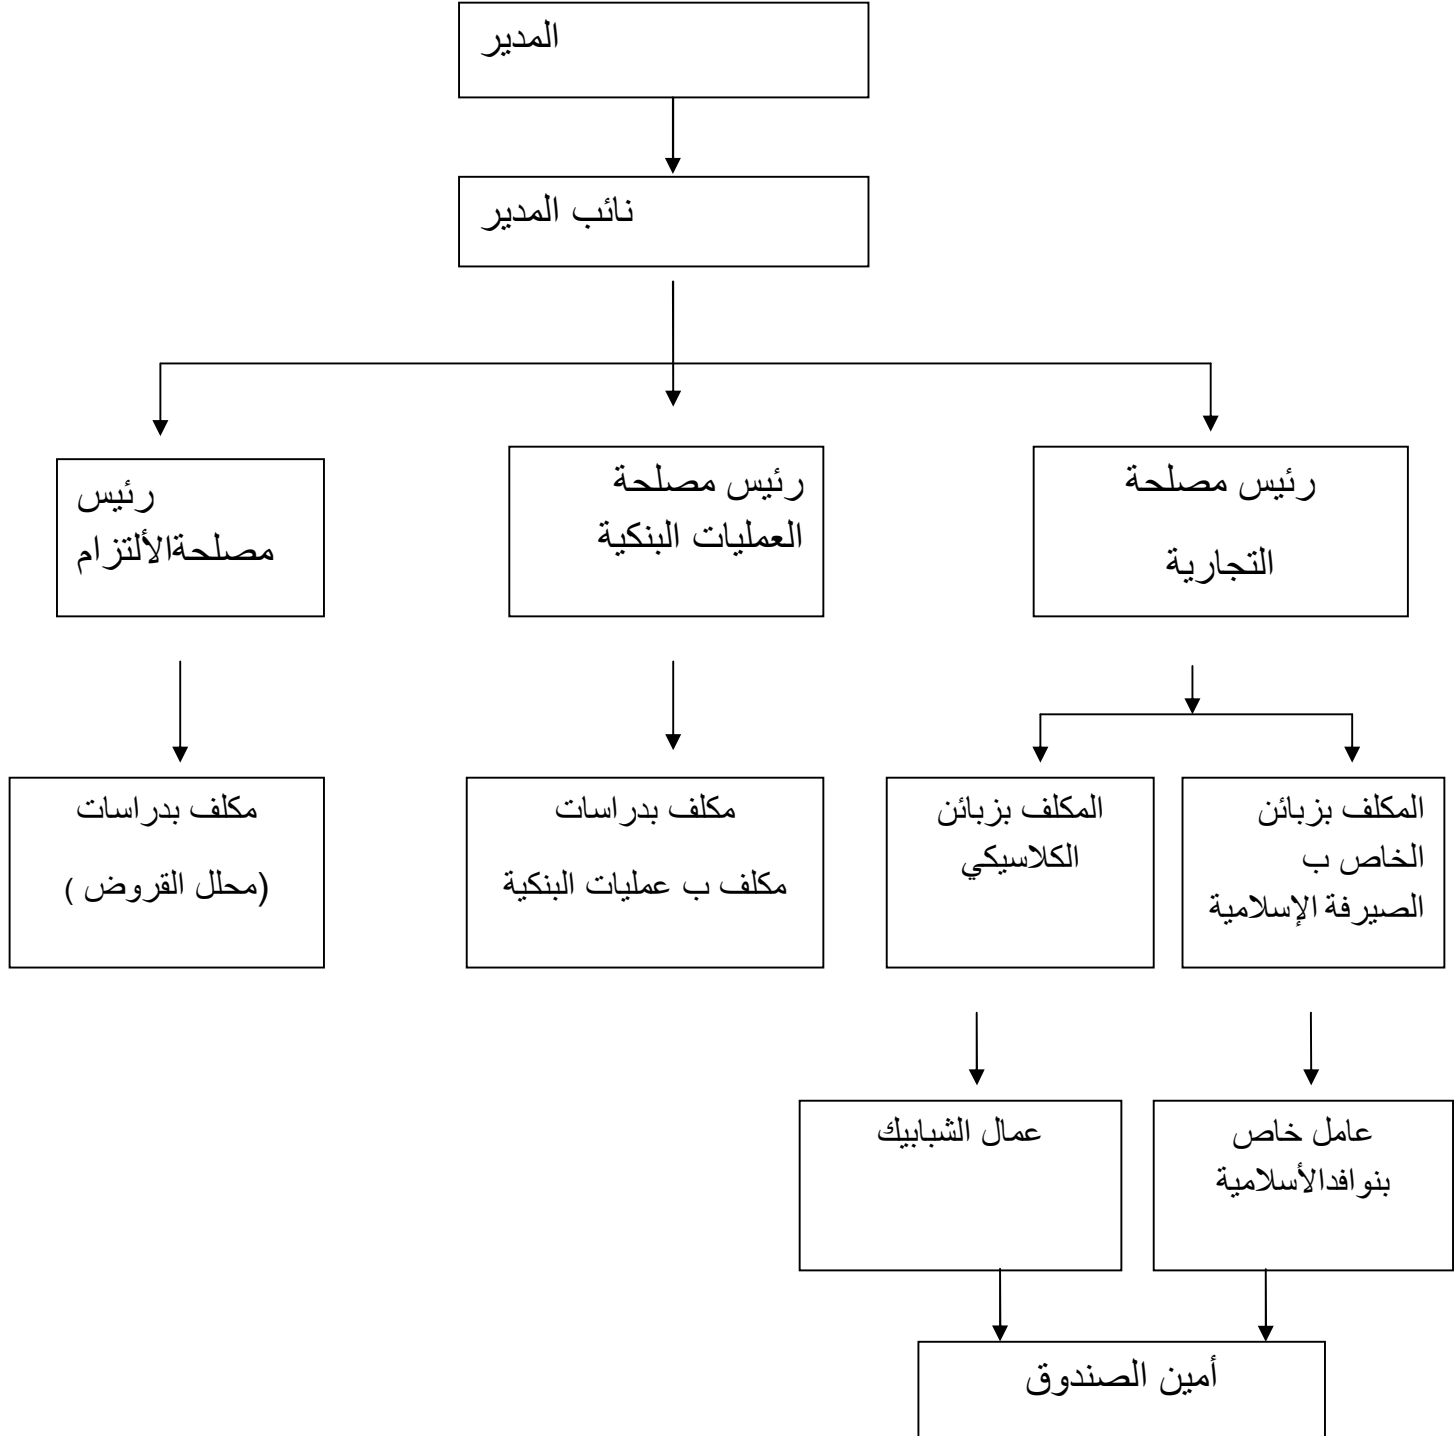 المدير
نائب المدير
رئيس مصلحة
التجارية
رئيس مصلحة
العمليات البنكية
رئيس
مصلحةالألتزام
المكلف بزبائن
الخاص ب
الصيرفة الإسلامية
المكلف بزبائن
الكلاسيكي
مكلف بدراسات
مكلف ب عمليات البنكية
مكلف بدراسات
(محلل القروض )
عامل خاص
بنوافدالأسلامية
عمال الشبابيك
أمين الصندوق